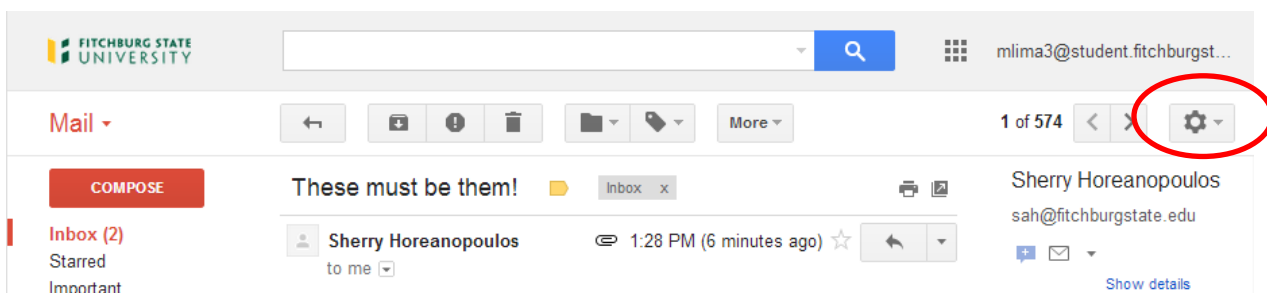 FITCHBURG STATE
UNIVERSITY
mlima3@student.fitchburgst...
Mail
More
1 of 574
COMPOSE
These must be them!
Inbox x
Sherry Horeanopoulos
sah@fitchburgstate.edu
Inbox (2)
Sherry Horeanopoulos
1:28 PM (6 minutes ago)
Starred
to me
Important
Show details